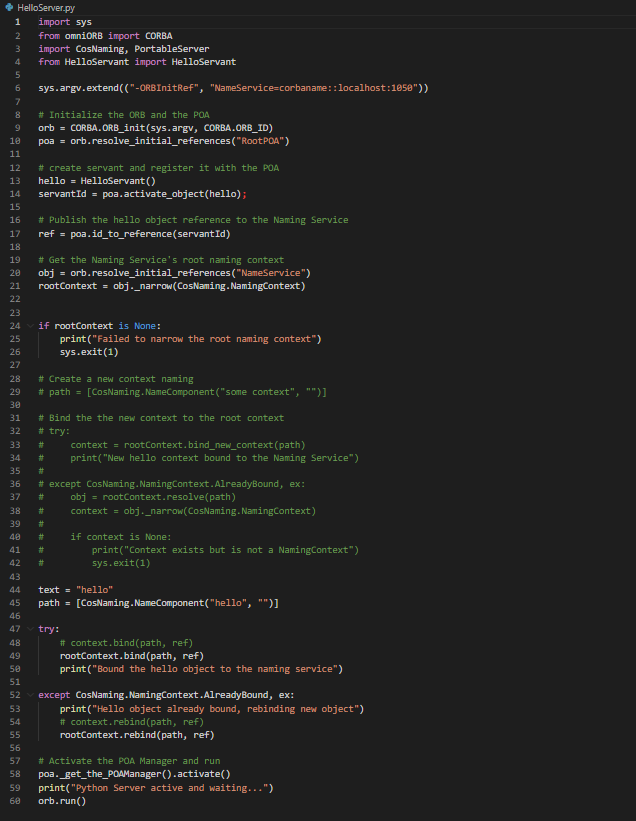 HelloServer.py
1 import sys
2 from omniORB import CORBA
3 import CosNaming, PortableServer
4 from HelloServant import HelloServant
5
6 sys.argv.extend(("-ORBInitRef", "NameService=corbaname::localhost:1050"))
7
8 # Initialize the ORB and the POA
9 orb = CORBA.ORB_init(sys.argv, CORBA.ORB_ID)
10 poa = orb.resolve_initial_references("RootPOA")
11
12 # create servant and register it with the POA
13 hello = HelloServant()
14 servantId = poa.activate_object(hello);
15
16 # Publish the hello object reference to the Naming Service
17 ref = poa.id_to_reference(servantId)
18
19 # Get the Naming Service's root naming context
20 obj = orb.resolve_initial_references("NameService")
21 rootContext = obj._narrow(CosNaming.NamingContext)
22
23
24 if rootContext is None:
25     print("Failed to narrow the root naming context")
26     sys.exit(1)
27
28 # Create a new context naming
29 # path = [CosNaming.NameComponent("some context", "")]
30
31 # Bind the the new context to the root context
32 # try:
33 #     context = rootContext.bind_new_context(path)
34 #     print("New hello context bound to the Naming Service")
35 #
36 # except CosNaming.NamingContext.AlreadyBound, ex:
37 #     obj = rootContext.resolve(path)
38 #     context = obj._narrow(CosNaming.NamingContext)
39 #
40 #     if context is None:
41 #         print("Context exists but is not a NamingContext")
42 #         sys.exit(1)
43
44 text = "hello"
45 path = [CosNaming.NameComponent("hello", "")]
46
47 try:
48     # context.bind(path, ref)
49     rootContext.bind(path, ref)
50     print("Bound the hello object to the naming service")
51
52 except CosNaming.NamingContext.AlreadyBound, ex:
53     print("Hello object already bound, rebinding new object")
54     # context.rebind(path, ref)
55     rootContext.rebind(path, ref)
56
57 # Activate the POA Manager and run
58 poa._get_the_POAManager().activate()
59 print("Python Server active and waiting...")
60 orb.run()